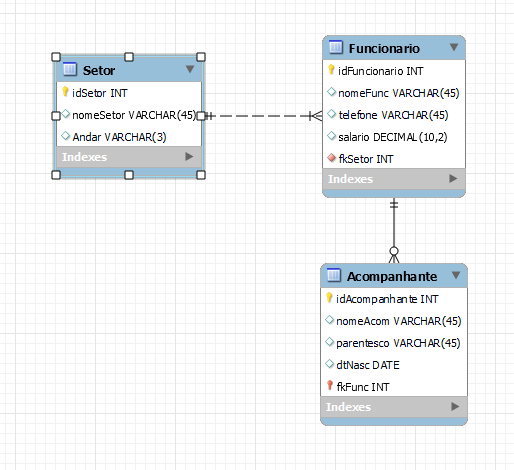 Setor
idSetor INT
nomeSetor VARCHAR(45)
Andar VARCHAR(3)
Indexes
Funcionario
idFuncionario INT
nomeFunc VARCHAR(45)
telefone VARCHAR(45)
salario DECIMAL(10,2)
fkSetor INT
Indexes
Acompanhante
idAcompanhante INT
nomeAcom VARCHAR(45)
parentesco VARCHAR(45)
dtNasc DATE
fkFunc INT
Indexes